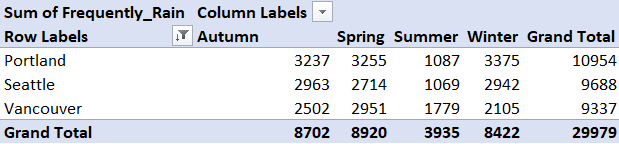 Sum of Frequently_Rain Column Labels
Row Labels Autumn Spring Summer Winter Grand Total
Portland 3237 3255 1087 3375 10954
Seattle 2963 2714 1069 2942 9688
Vancouver 2502 2951 1779 2105 9337
Grand Total 8702 8920 3935 8422 29979